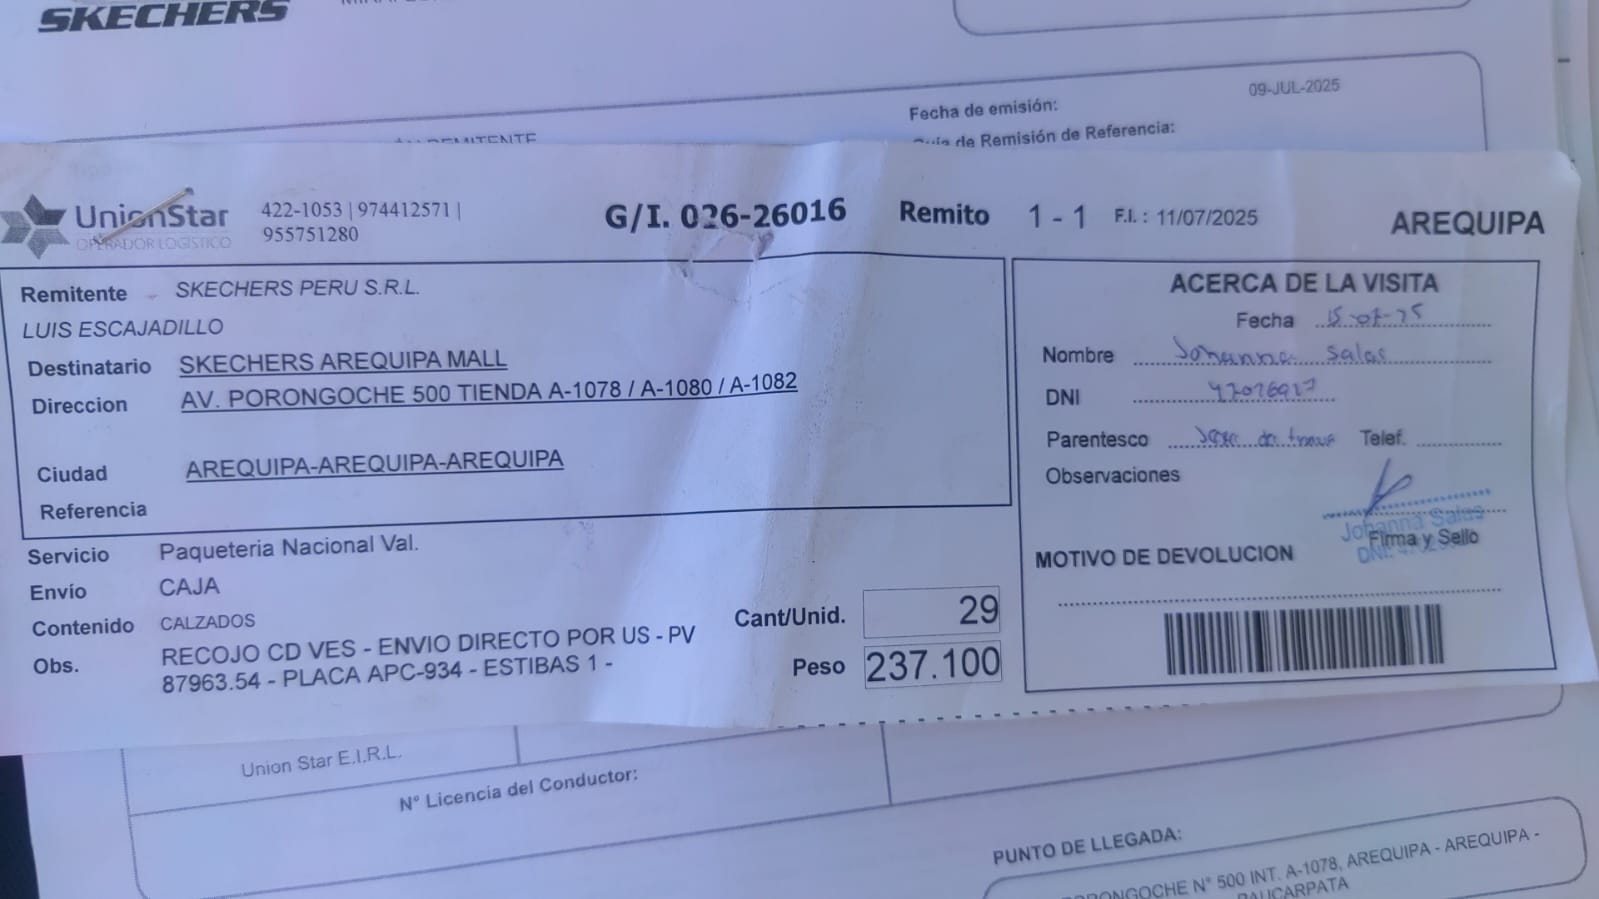 SKECHERS
Fecha de emisión: 09-JUL-2025
de Remisión de Referencia:
REMITENTE
UnionStar
OPERADOR LOGISTICO
422-1053 | 974412571 |
955751280
G/I. 026-26016
Remito 1 - 1 F.I. : 11/07/2025
AREQUIPA
Remitente SKECHERS PERU S.R.L.
LUIS ESCAJADILLO
Destinatario SKECHERS AREQUIPA MALL
Direccion AV. PORONGOCHE 500 TIENDA A-1078 / A-1080 / A-1082
Ciudad AREQUIPA-AREQUIPA-AREQUIPA
Referencia
Servicio Paqueteria Nacional Val.
Envío CAJA
Contenido CALZADOS
Obs. RECOJO CD VES - ENVIO DIRECTO POR US - PV
87963.54 - PLACA APC-934 - ESTIBAS 1 -
Cant/Unid. 29
Peso 237.100
ACERCA DE LA VISITA
Fecha 15-07-25
Nombre Johanna Salas
DNI
Parentesco Telef.
Observaciones
Johanna Salas
DNI:
Firma y Sello
MOTIVO DE DEVOLUCION
Union Star E.I.R.L.
N° Licencia del Conductor:
PUNTO DE LLEGADA:
N° 500 INT. A-1078, AREQUIPA - AREQUIPA -